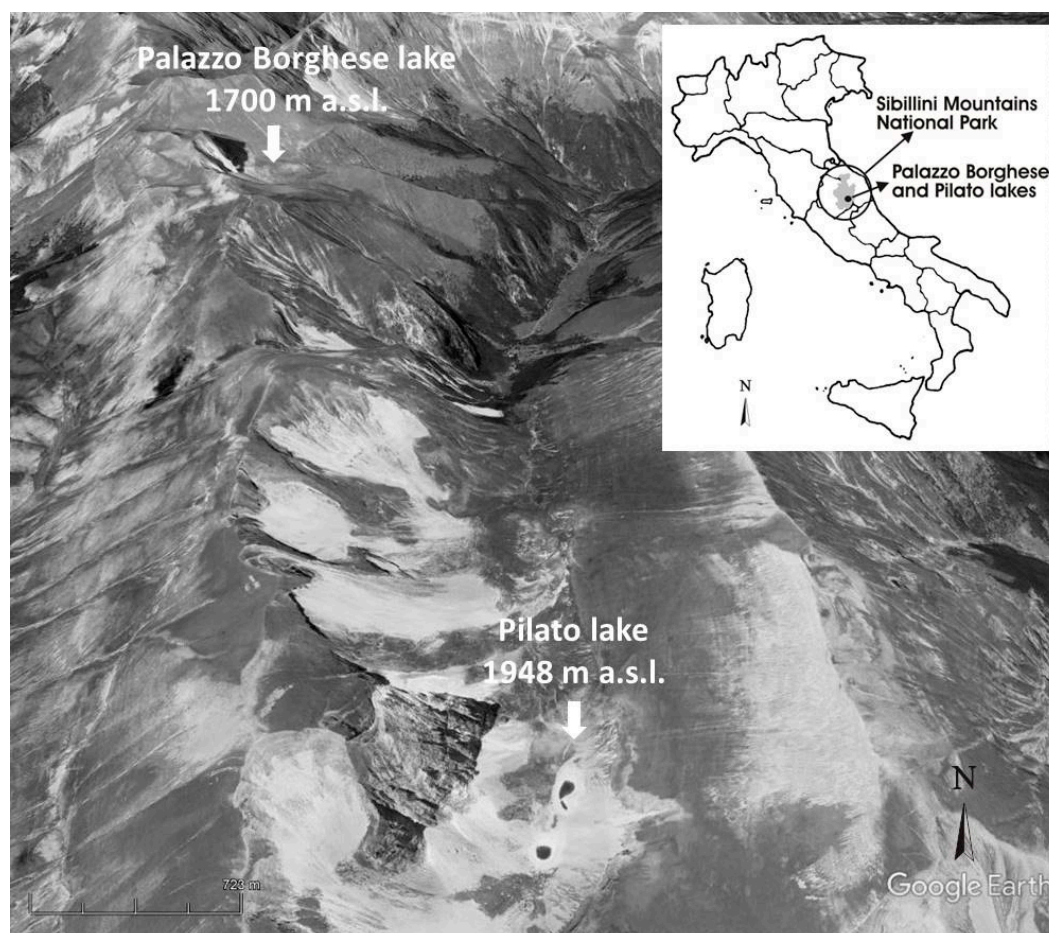 Palazzo Borghese lake
1700 m a.s.l.
Sibillini Mountains
National Park
Palazzo Borghese
and Pilato lakes
N
Pilato lake
1948 m a.s.l.
N
723 m
Google Earth